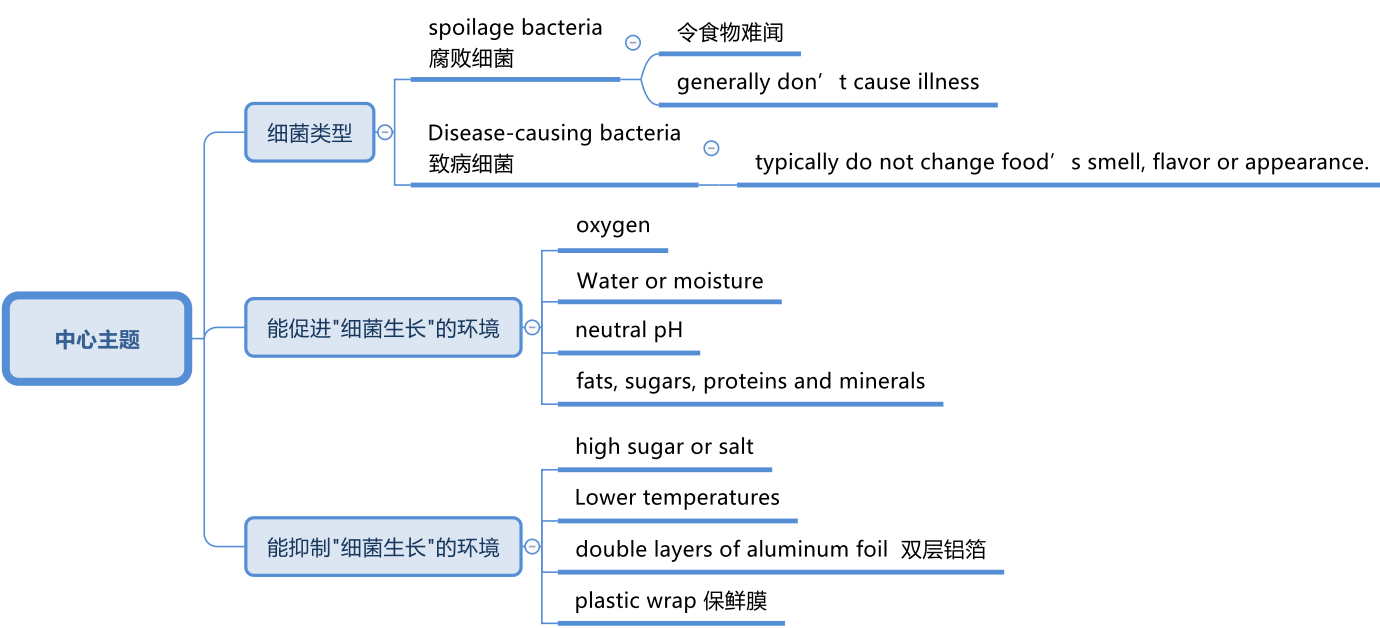 spoilage bacteria
腐败细菌
令食物难闻
generally don’t cause illness
细菌类型
Disease-causing bacteria
致病细菌
typically do not change food’s smell, flavor or appearance.
oxygen
Water or moisture
能促进"细菌生长"的环境
neutral pH
fats, sugars, proteins and minerals
中心主题
high sugar or salt
Lower temperatures
能抑制"细菌生长"的环境
double layers of aluminum foil 双层铝箔
plastic wrap 保鲜膜